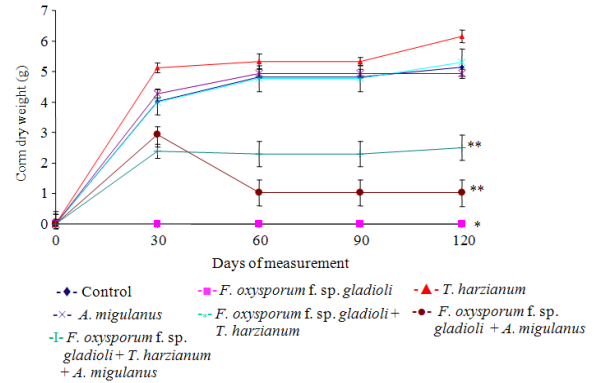 7
6
5
4
3
2
1
0
Corm dry weight (g)
**
**
*
0 30 60 90 120
Days of measurement
Control
F. oxysporum f. sp. gladioli
T. harzianum
A. migulanus
F. oxysporum f. sp. gladioli +
T. harzianum
F. oxysporum f. sp.
gladioli + A. migulanus
F. oxysporum f. sp.
gladioli + T. harzianum
+ A. migulanus